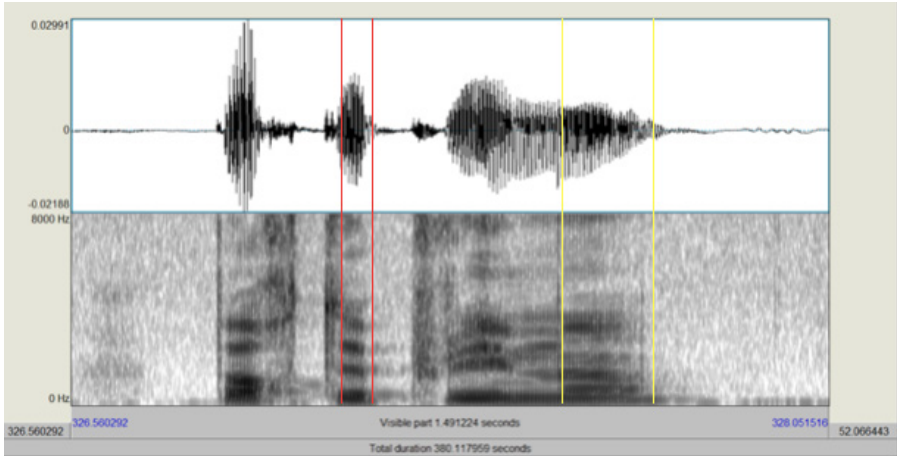 0.02991
0
-0.02188
8000 Hz
0 Hz
326.560292 Visible part 1.491224 seconds 328.051516
326.560292 52.066443
Total duration 380.117959 seconds